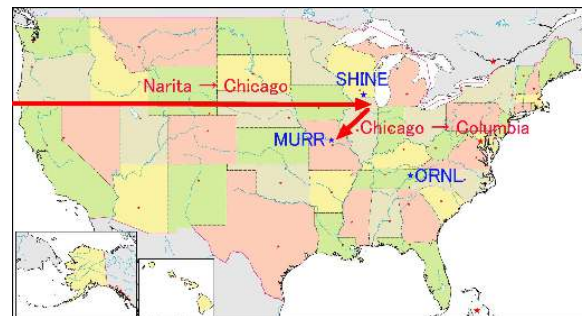 SHINE
Narita → Chicago
Chicago → Columbia
MURR
ORNL